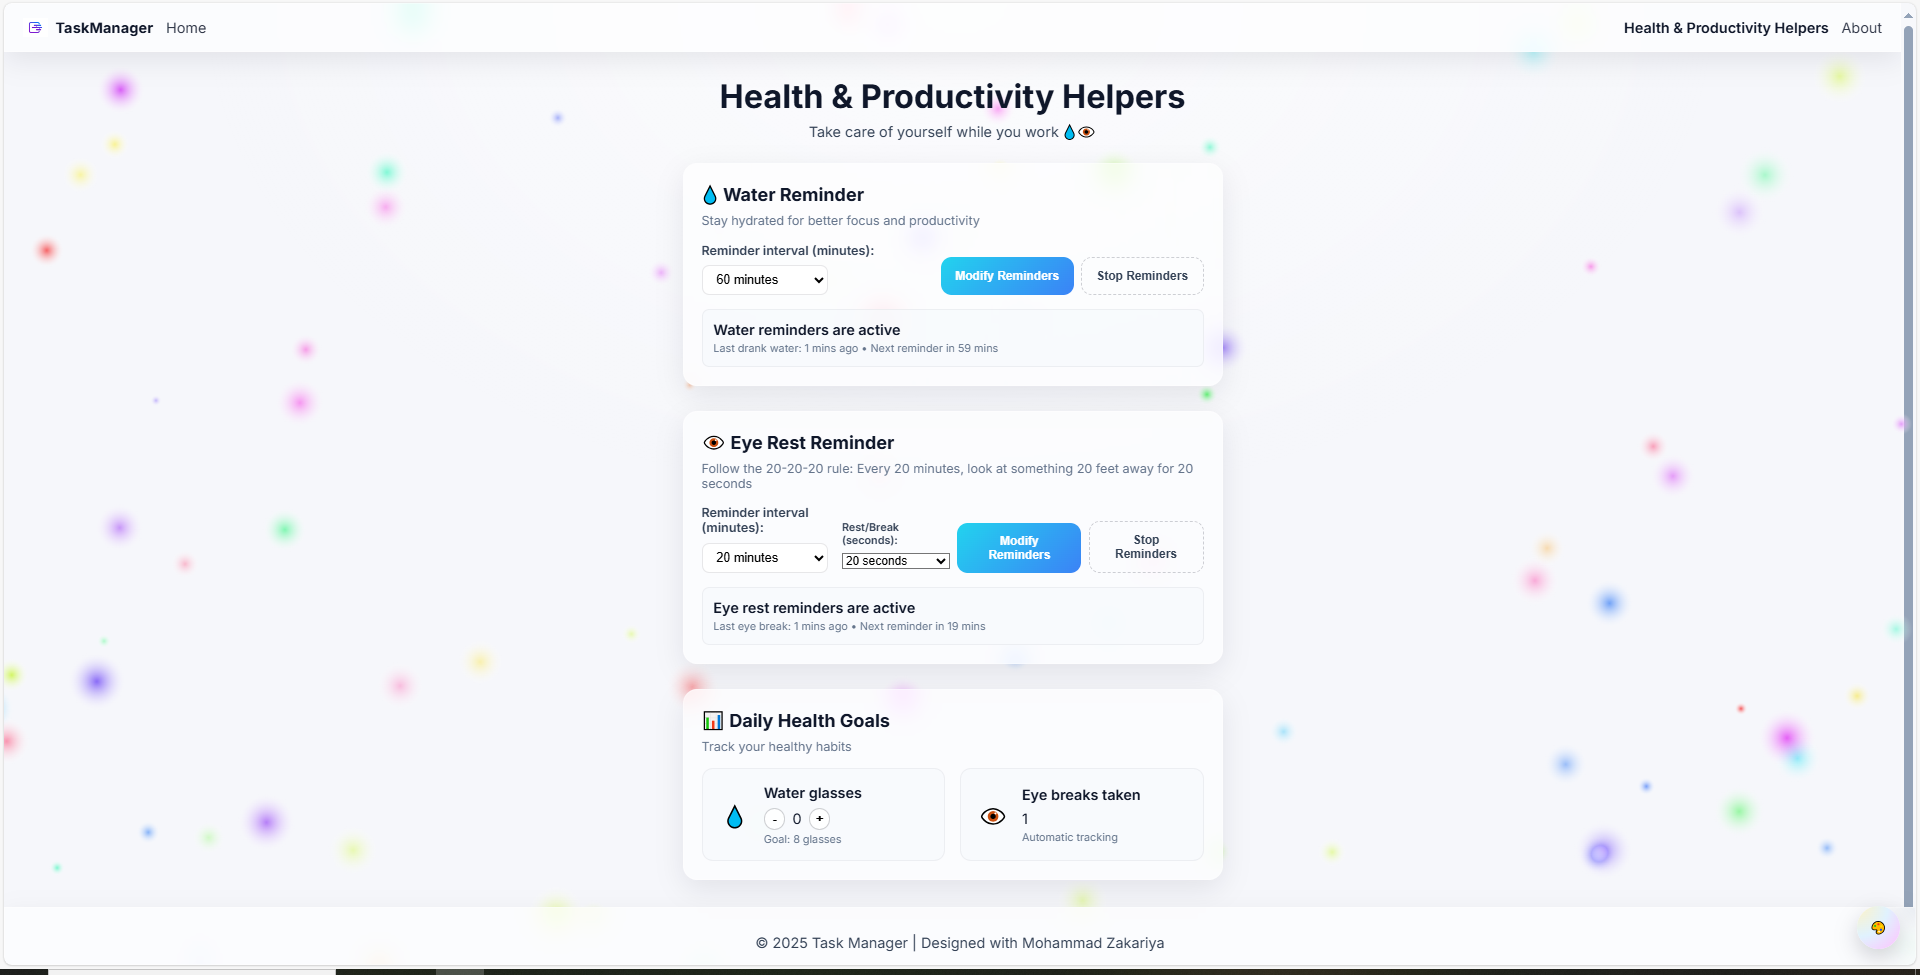 TaskManager Home Health & Productivity Helpers About
Health & Productivity Helpers
Take care of yourself while you work 💧👁️
💧 Water Reminder
Stay hydrated for better focus and productivity
Reminder interval (minutes):
60 minutes
Modify Reminders
Stop Reminders
Water reminders are active
Last drank water: 1 mins ago • Next reminder in 59 mins
👁️ Eye Rest Reminder
Follow the 20-20-20 rule: Every 20 minutes, look at something 20 feet away for 20
seconds
Reminder interval
(minutes):
20 minutes
Rest/Break
(seconds):
20 seconds
Modify
Reminders
Stop
Reminders
Eye rest reminders are active
Last eye break: 1 mins ago • Next reminder in 19 mins
📊 Daily Health Goals
Track your healthy habits
Water glasses
- 0 +
Goal: 8 glasses
Eye breaks taken
1
Automatic tracking
© 2025 Task Manager | Designed with Mohammad Zakariya